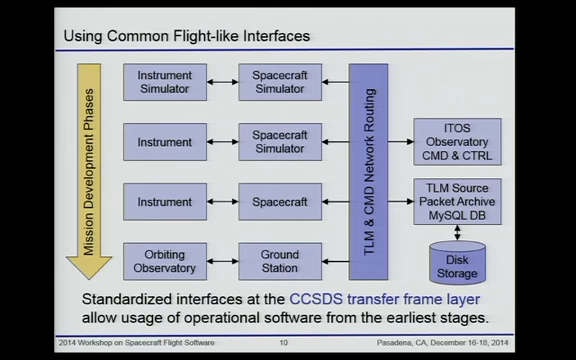 Using Common Flight-like Interfaces
Mission Development Phases
Instrument
Simulator
Spacecraft
Simulator
Instrument
Spacecraft
Simulator
Instrument
Spacecraft
Orbiting
Observatory
Ground
Station
TLM & CMD Network Routing
ITOS
Observatory
CMD & CTRL
TLM Source
Packet Archive
MySQL DB
Disk
Storage
Standardized interfaces at the CCSDS transfer frame layer
allow usage of operational software from the earliest stages.
2014 Workshop on Spacecraft Flight Software
10
Pasadena, CA, December 16-18, 2014